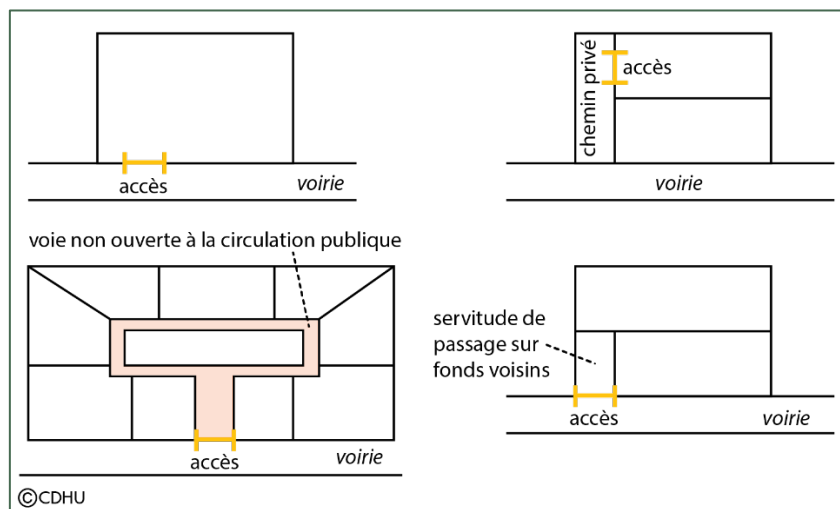 accès
voirie
chemin privé
accès
voirie
voie non ouverte à la circulation publique
accès
voirie
servitude de
passage sur
fonds voisins
accès
voirie
©CDHU